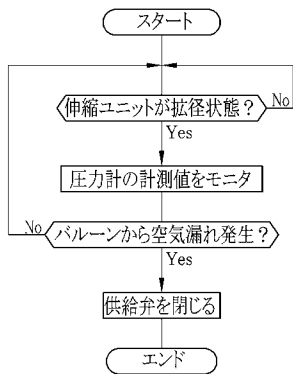 スタート
伸縮ユニットが拡径状態？
No
Yes
圧力計の計測値をモニタ
No
バルーンから空気漏れ発生？
Yes
供給弁を閉じる
エンド